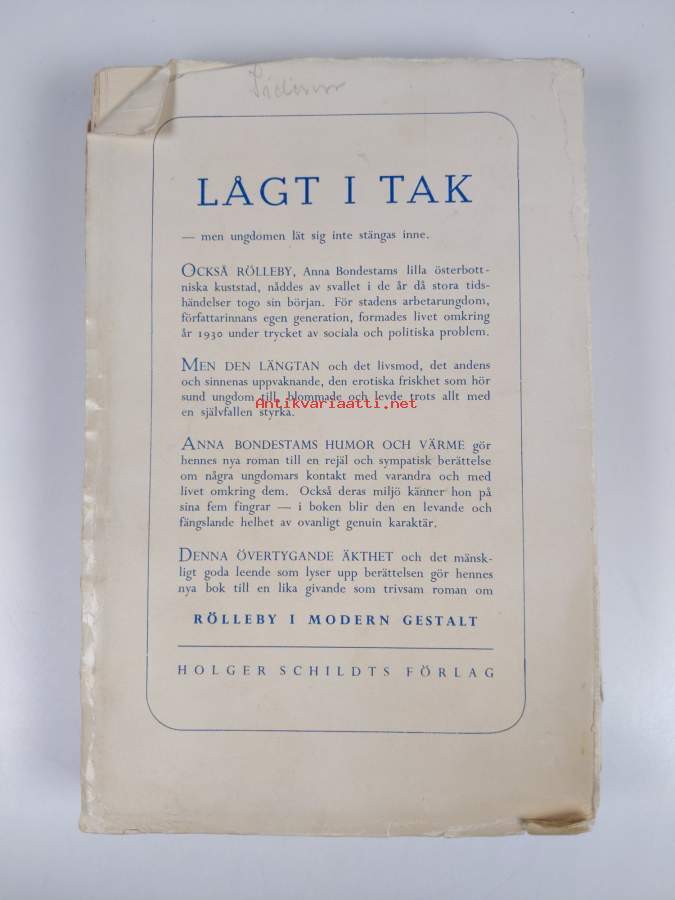 LÅGT I TAK
— men ungdomen lät sig inte stängas inne.
OCKSÅ RÖLLEBY, Anna Bondestams lilla österbott-
niska kuststad, nåddes av svallet i de år då stora tids-
händelser togo sin början. För stadens arbetarungdom,
författarinnans egen generation, formades livet omkring
år 1930 under trycket av sociala och politiska problem.
MEN DEN LÄNGTAN och det livsmod, det andens
och sinnenas uppvaknande, den erotiska friskhet som hör
sund ungdom till, blommade och levde trots allt med
en självfallen styrka.
Antikvariaatti.net
ANNA BONDESTAMS HUMOR OCH VÄRME gör
hennes nya roman till en rejäl och sympatisk berättelse
om några ungdomars kontakt med varandra och med
livet omkring dem. Också deras miljö känner hon på
sina fem fingrar — i boken blir den en levande och
fängslande helhet av ovanligt genuin karaktär.
DENNA ÖVERTYGANDE ÄKTHET och det mänsk-
ligt goda leende som lyser upp berättelsen gör hennes
nya bok till en lika givande som trivsam roman om
RÖLLEBY I MODERN GESTALT
HOLGER SCHILDTS FÖRLAG